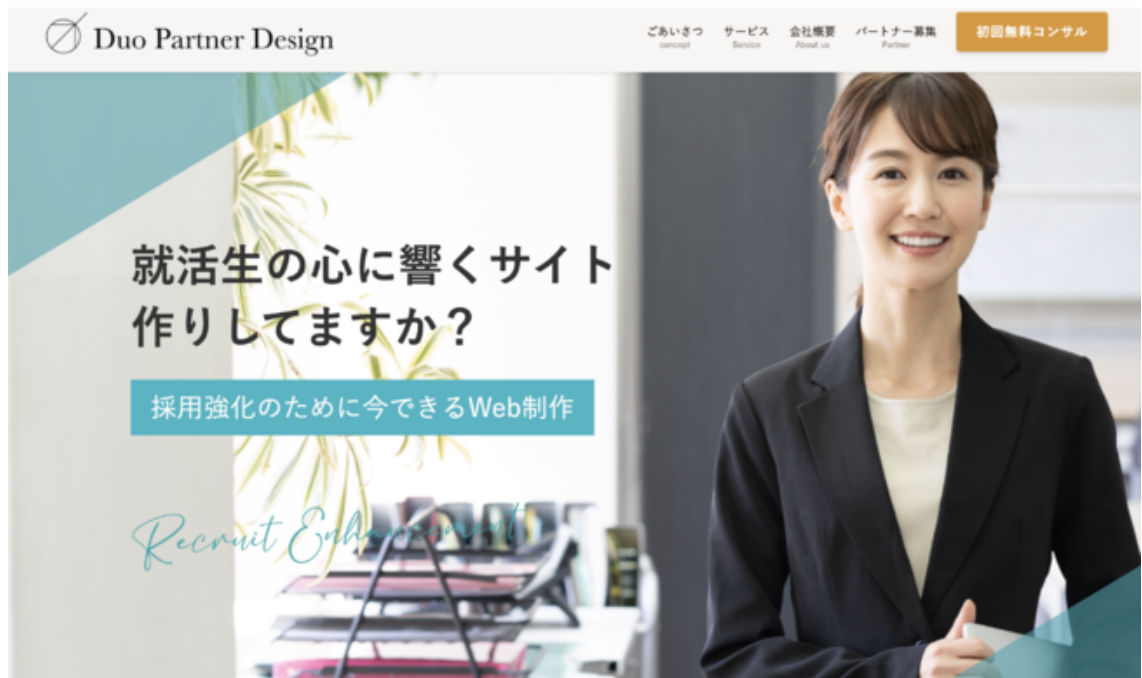 Duo Partner Design
ごあいさつ サービス 会社概要 パートナー募集 初回無料コンサル
concept Service About us Partner
就活生の心に響くサイト
作りしてますか？
採用強化のために今できるWeb制作
Recruit Enhancement